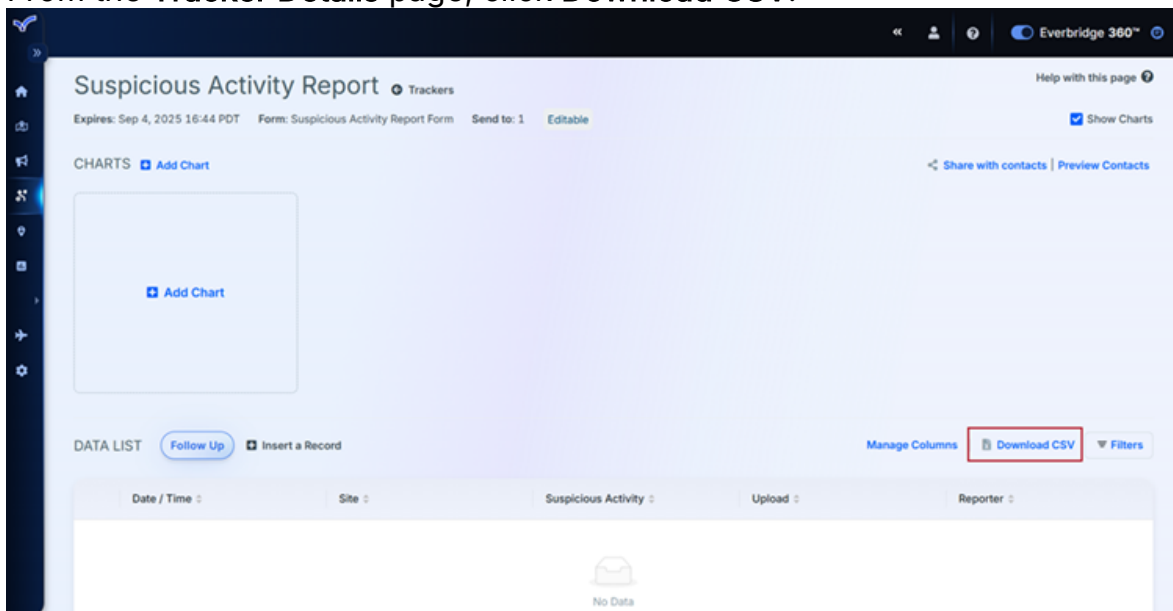 From the Tracker Details page, click Download CSV.
« Everbridge 360™
»
Suspicious Activity Report Trackers
Help with this page
Expires: Sep 4, 2025 16:44 PDT Form: Suspicious Activity Report Form Send to: 1 Editable
Show Charts
CHARTS Add Chart
Share with contacts | Preview Contacts
Add Chart
DATA LIST Follow Up Insert a Record
Manage Columns Download CSV Filters
Date / Time Site Suspicious Activity Upload Reporter
No Data